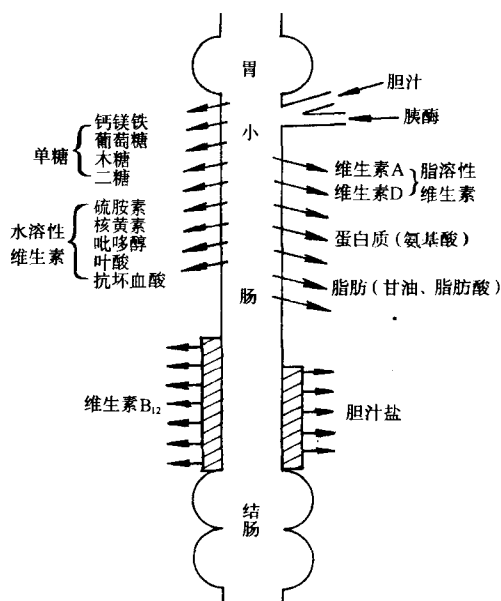 胃
胆汁
胰酶
小
肠
单糖
钙镁铁
葡萄糖
木糖
二糖
水溶性
维生素
硫胺素
核黄素
吡哆醇
叶酸
抗坏血酸
维生素A
维生素D
脂溶性
维生素
蛋白质(氨基酸)
脂肪(甘油、脂肪酸)
维生素B₁₂
胆汁盐
结
肠